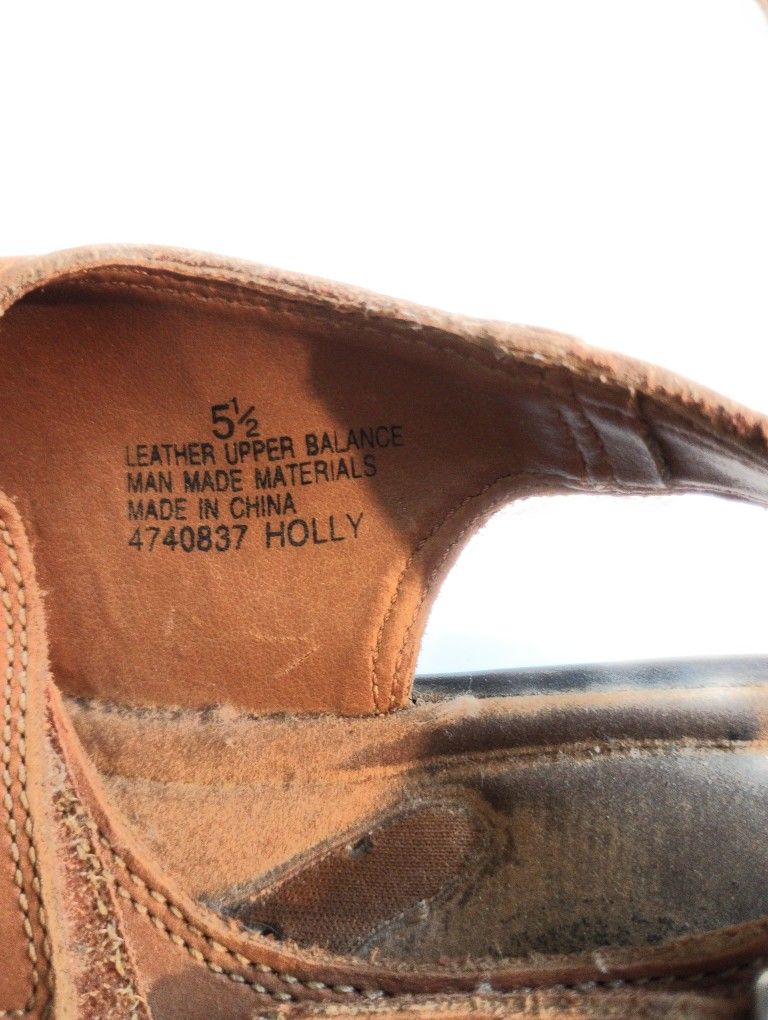 5½
LEATHER UPPER BALANCE
MAN MADE MATERIALS
MADE IN CHINA
4740837 HOLLY